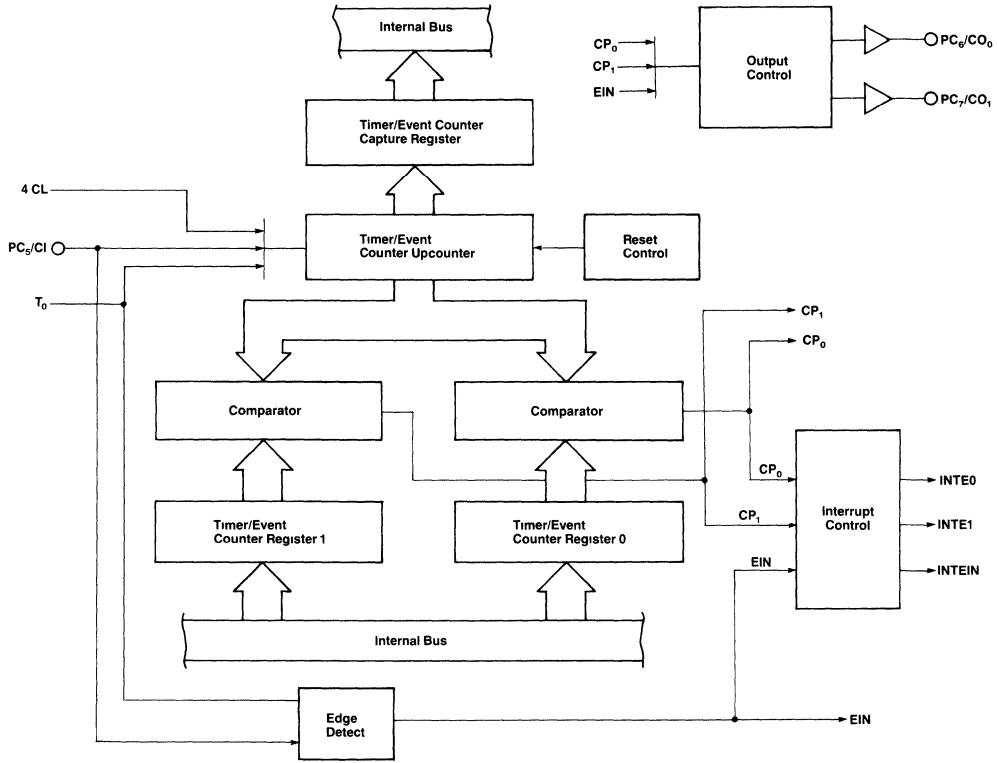 Internal Bus
CP0
CP1
EIN
Output
Control
PC6/CO0
PC7/CO1
Timer/Event Counter
Capture Register
4 CL
PC5/CI
T0
Timer/Event
Counter Upcounter
Reset
Control
CP1
CP0
Comparator
Comparator
CP0
CP1
EIN
Interrupt
Control
INTE0
INTE1
INTEIN
Timer/Event
Counter Register 1
Timer/Event
Counter Register 0
Internal Bus
Edge
Detect
EIN